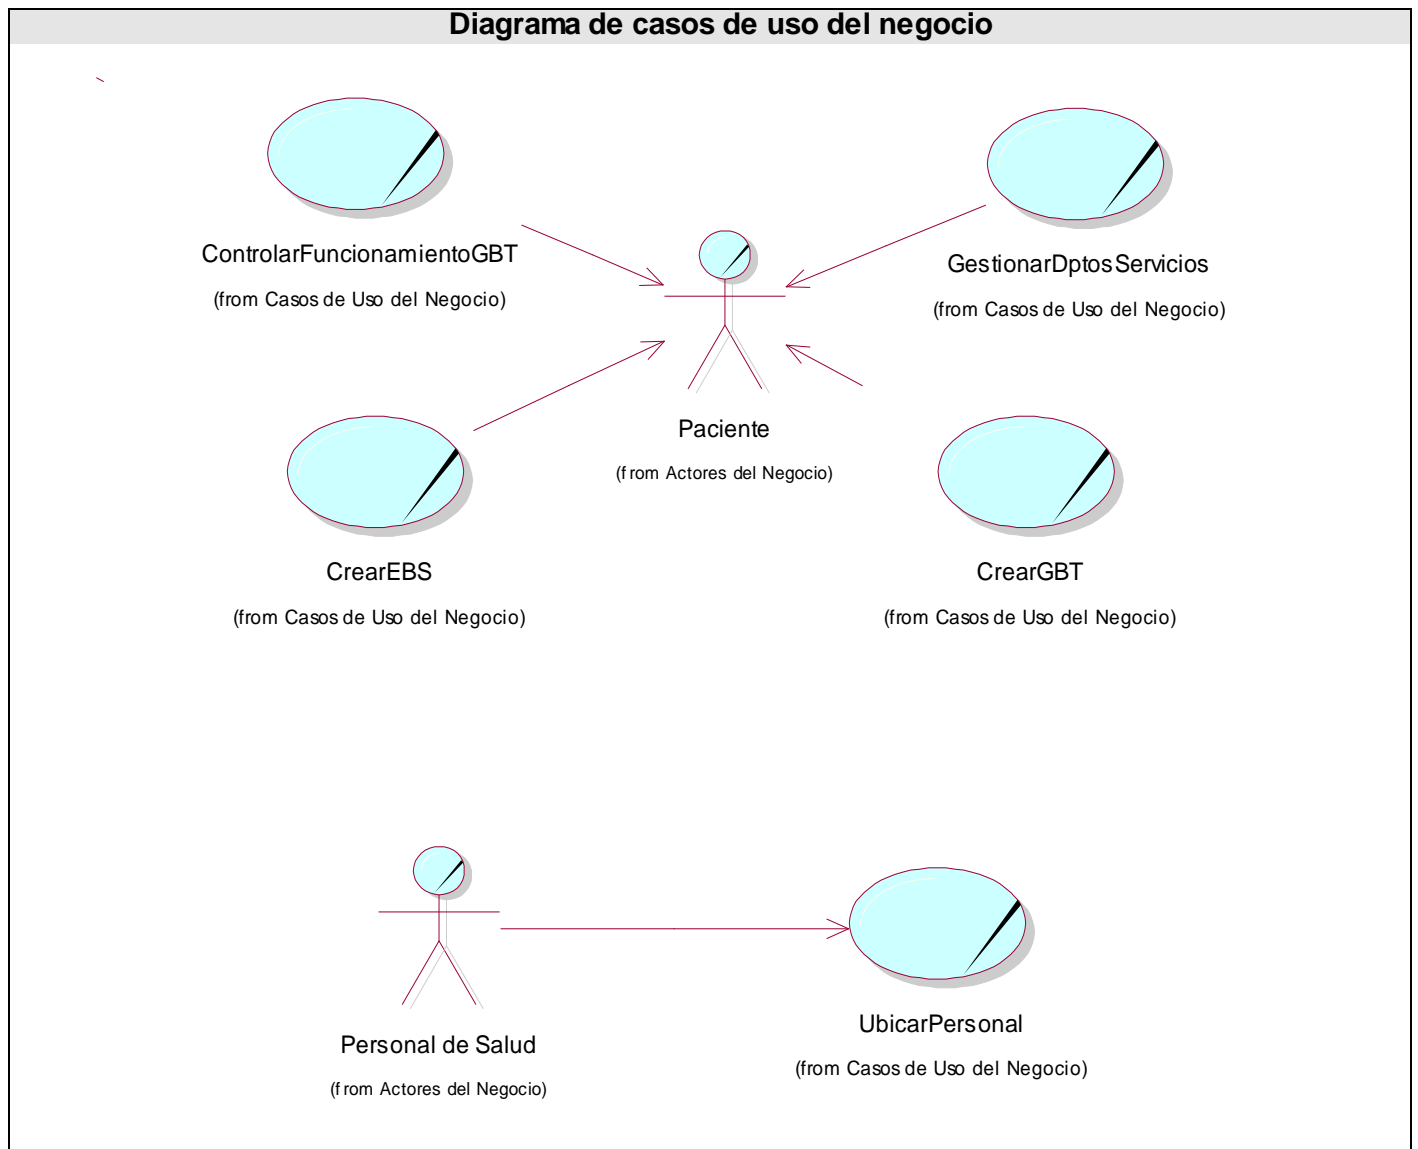 Diagrama de casos de uso del negocio
ControlarFuncionamientoGBT
(from Casos de Uso del Negocio)
GestionarDptosServicios
(from Casos de Uso del Negocio)
Paciente
(from Actores del Negocio)
CrearEBS
(from Casos de Uso del Negocio)
CrearGBT
(from Casos de Uso del Negocio)
Personal de Salud
(from Actores del Negocio)
UbicarPersonal
(from Casos de Uso del Negocio)